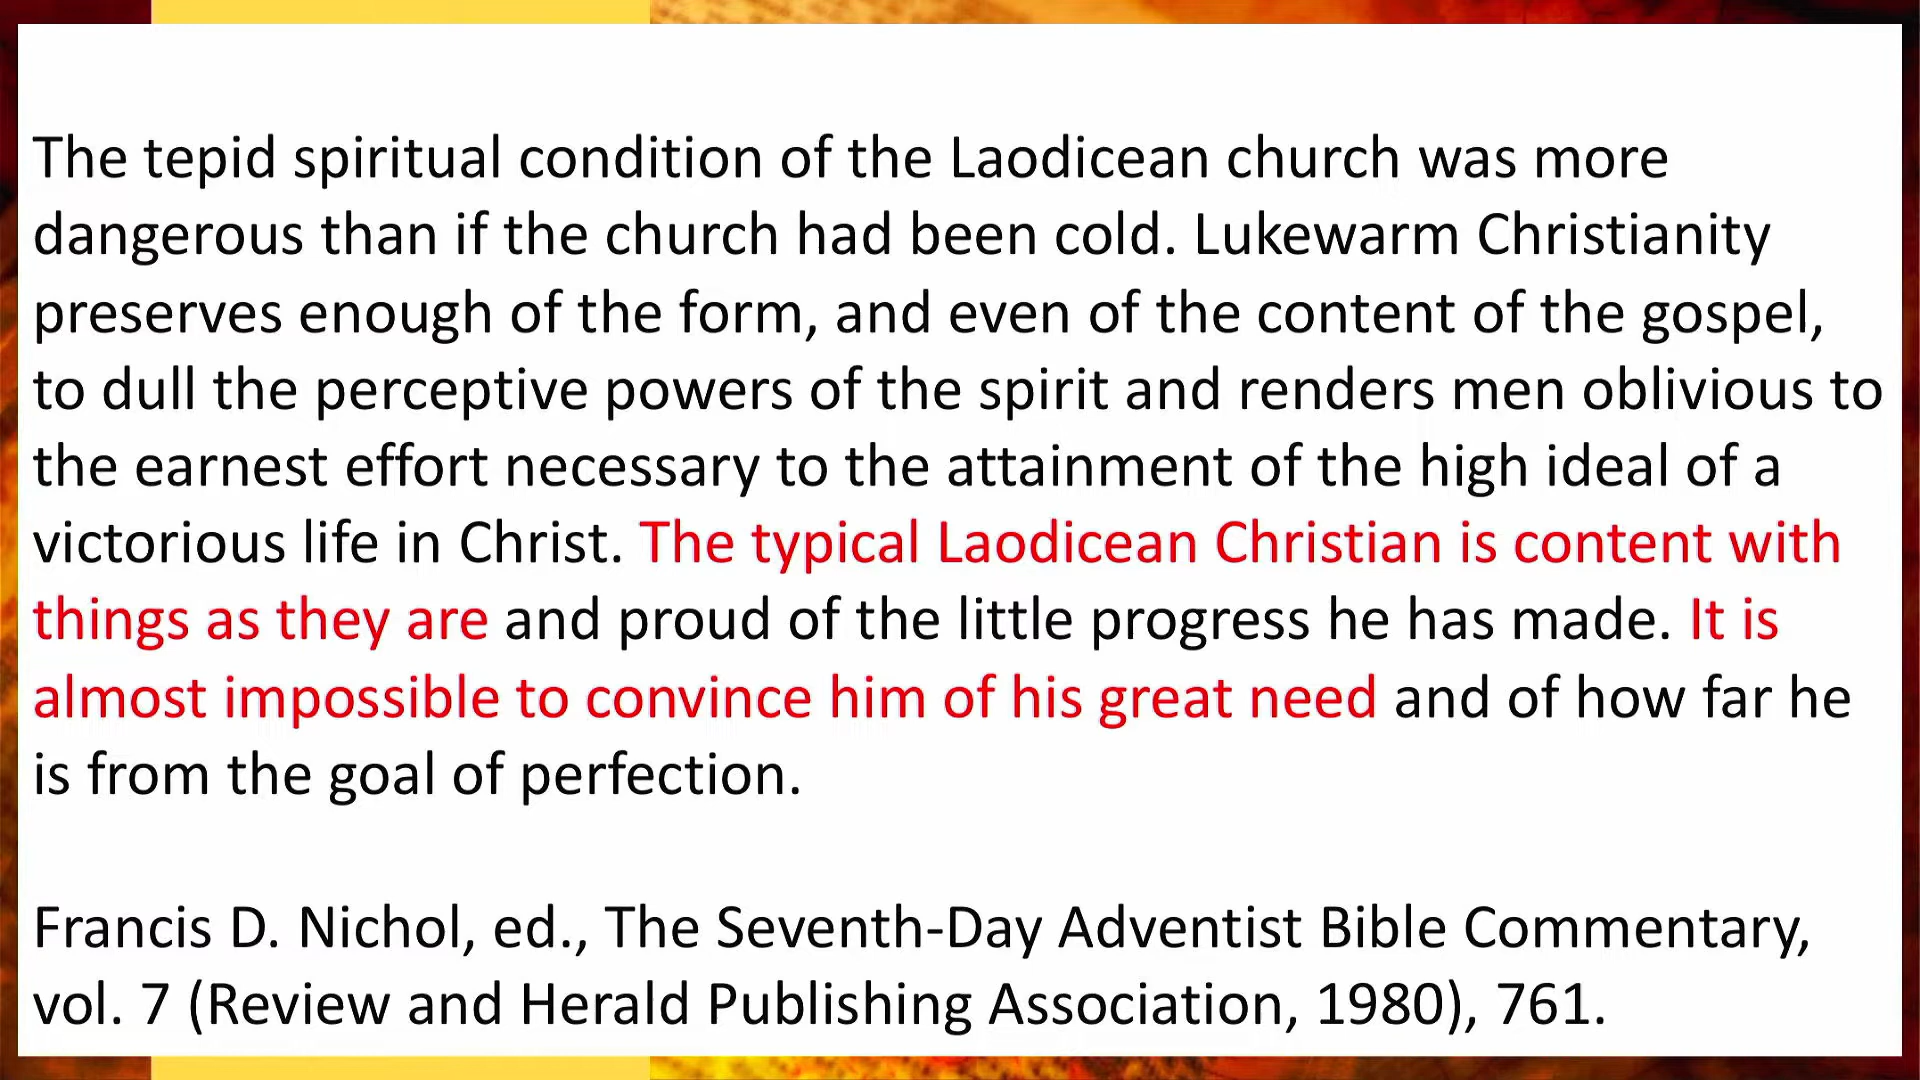 The tepid spiritual condition of the Laodicean church was more
dangerous than if the church had been cold. Lukewarm Christianity
preserves enough of the form, and even of the content of the gospel,
to dull the perceptive powers of the spirit and renders men oblivious to
the earnest effort necessary to the attainment of the high ideal of a
victorious life in Christ. The typical Laodicean Christian is content with
things as they are and proud of the little progress he has made. It is
almost impossible to convince him of his great need and of how far he
is from the goal of perfection.
Francis D. Nichol, ed., The Seventh-Day Adventist Bible Commentary,
vol. 7 (Review and Herald Publishing Association, 1980), 761.